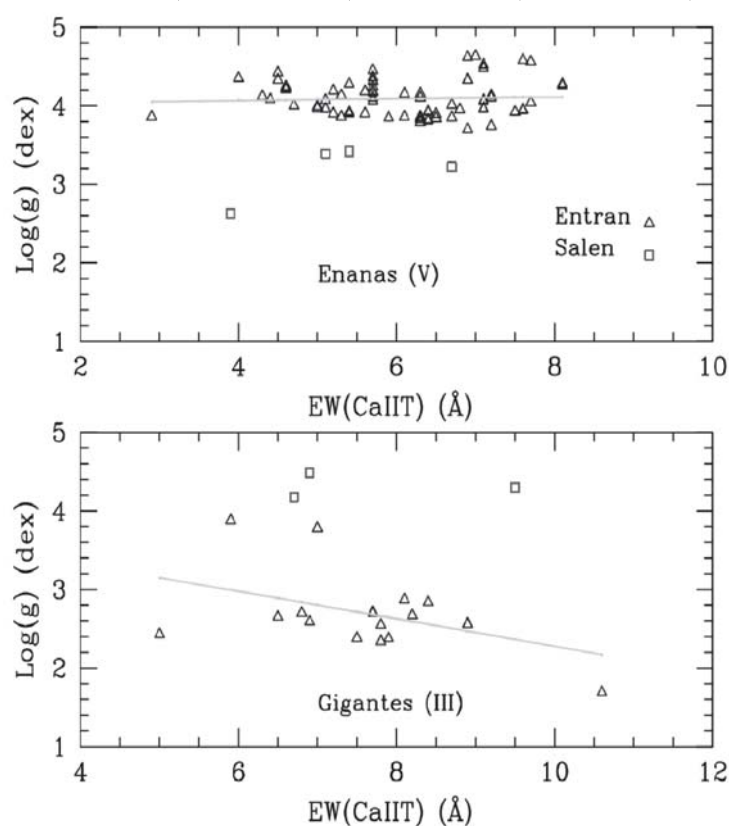 5
4
3
2
1
Log(g) (dex)
Entran
Salen
Enanas (V)
2 4 6 8 10
EW(CaIIT) (Å)
5
4
3
2
1
Log(g) (dex)
Gigantes (III)
4 6 8 10 12
EW(CaIIT) (Å)